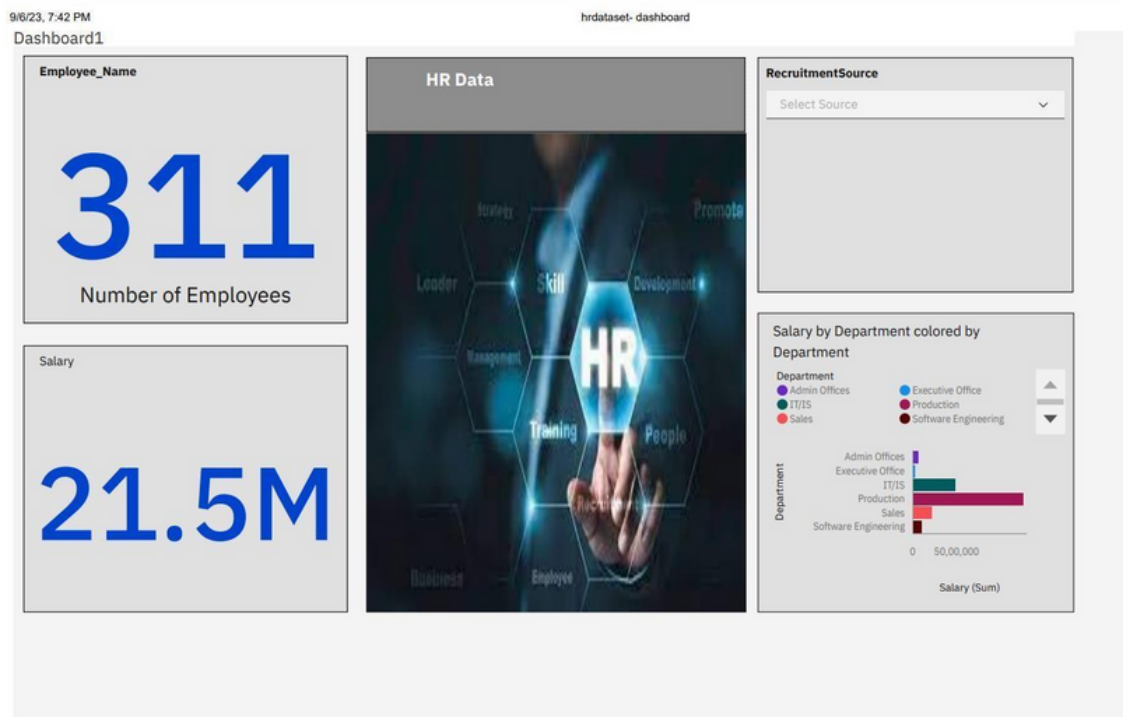 9/6/23, 7:42 PM
hrdataset- dashboard
Dashboard1
Employee_Name
311
Number of Employees
Salary
21.5M
HR Data
Strategy
Promote
Leader
Skill
Development
Management
HR
Training
People
Recruitment
Business
Employee
RecruitmentSource
Select Source
Salary by Department colored by
Department
Department
Admin Offices
Executive Office
IT/IS
Production
Sales
Software Engineering
Department
Admin Offices
Executive Office
IT/IS
Production
Sales
Software Engineering
0 50,00,000
Salary (Sum)